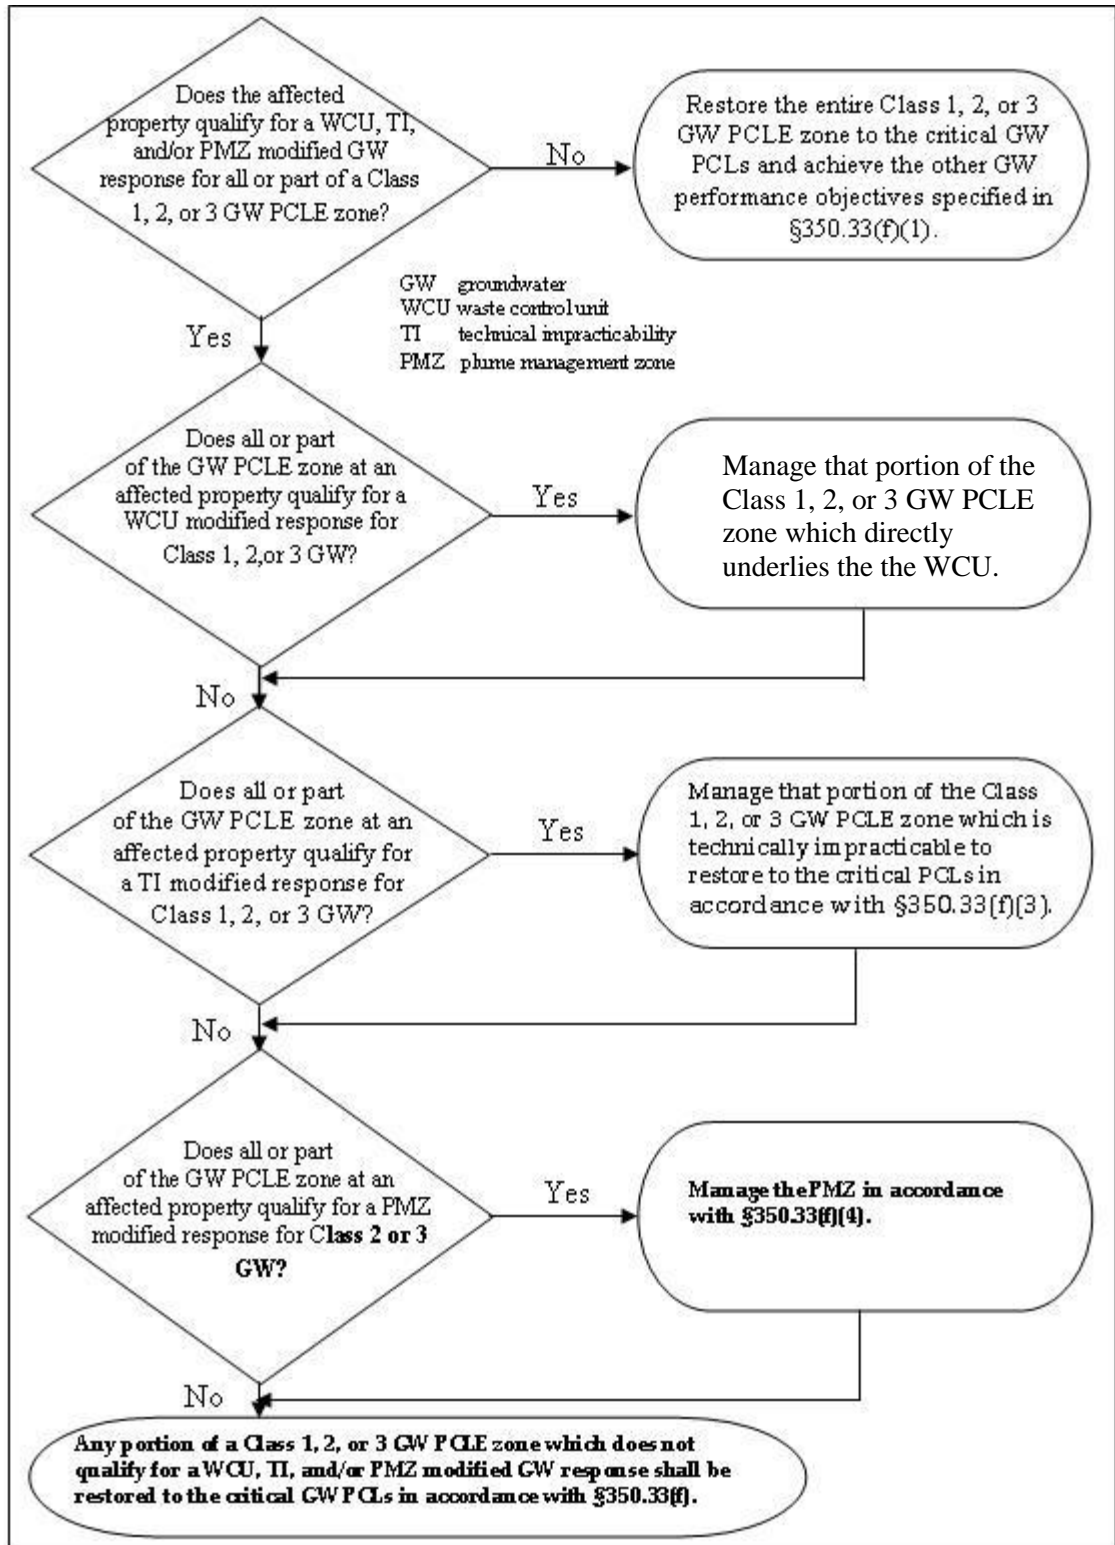 Does the affected
property qualify for a WCU, TI,
and/or PMZ modified GW
response for all or part of a Class
1, 2, or 3 GW PCLE zone?
No
Restore the entire Class 1, 2, or 3
GW PCLE zone to the critical GW
PCLs and achieve the other GW
performance objectives specified in
§350.33(f)(1).
GW groundwater
WCU waste control unit
TI technical impracticability
PMZ plume management zone
Yes
Does all or part
of the GW PCLE zone at an
affected property qualify for a
WCU modified response for
Class 1, 2,or 3 GW?
Yes
Manage that portion of the
Class 1, 2, or 3 GW PCLE
zone which directly
underlies the the WCU.
No
Does all or part
of the GW PCLE zone at an
affected property qualify for
a TI modified response for
Class 1, 2, or 3 GW?
Yes
Manage that portion of the Class
1, 2, or 3 GW PCLE zone which is
technically impracticable to
restore to the critical PCLs in
accordance with §350.33(f)(3).
No
Does all or part
of the GW PCLE zone at an
affected property qualify for a PMZ
modified response for Class 2 or 3
GW?
Yes
Manage the PMZ in accordance
with §350.33(f)(4).
No
Any portion of a Class 1, 2, or 3 GW PCLE zone which does not
qualify for a WCU, TI, and/or PMZ modified GW response shall be
restored to the critical GW PCLs in accordance with §350.33(f).